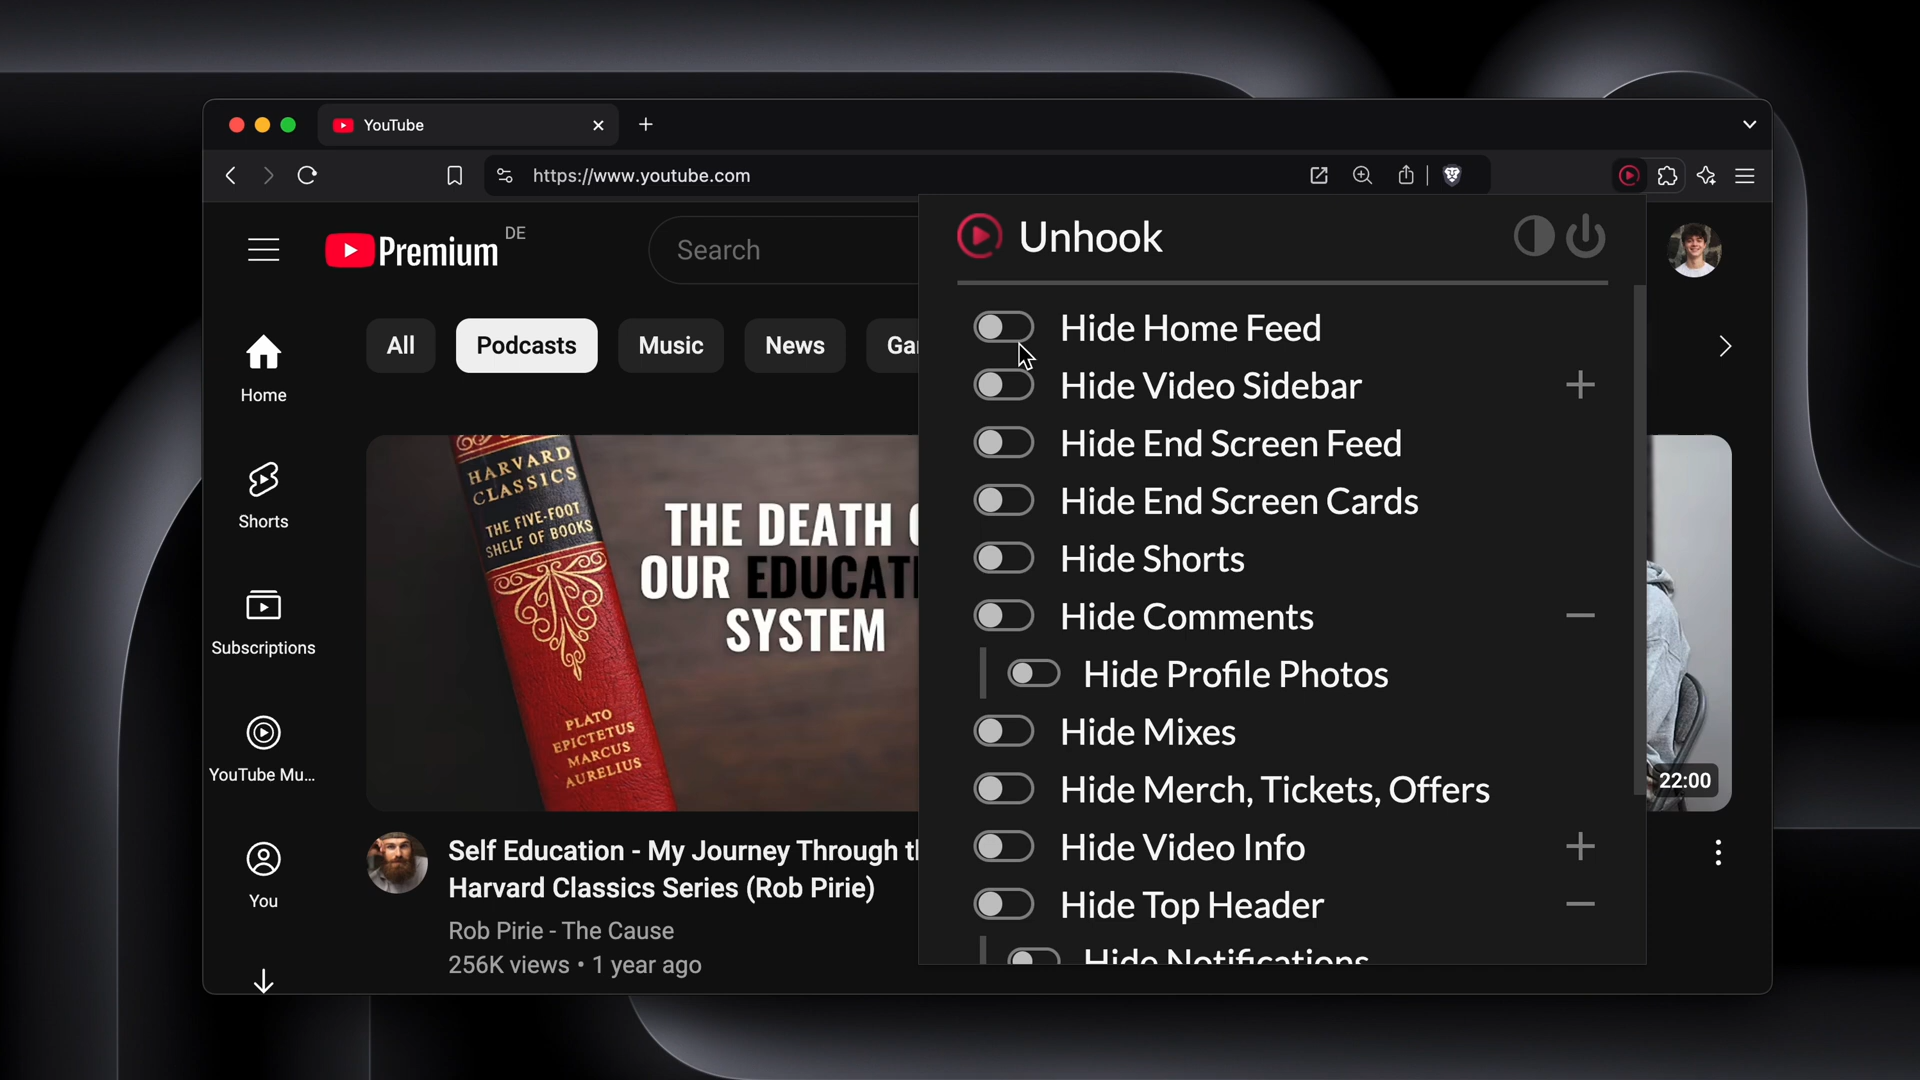 YouTube
https://www.youtube.com
Premium
DE
Search
Unhook
All
Podcasts
Music
News
Ga
Home
Shorts
Subscriptions
YouTube Mu...
You
HARVARD
CLASSICS
THE FIVE-FOOT
SHELF OF BOOKS
PLATO
EPICTETUS
MARCUS
AURELIUS
THE DEATH
OUR EDUCATI
SYSTEM
Self Education - My Journey Through t
Harvard Classics Series (Rob Pirie)
Rob Pirie - The Cause
256K views • 1 year ago
Hide Home Feed
Hide Video Sidebar
Hide End Screen Feed
Hide End Screen Cards
Hide Shorts
Hide Comments
Hide Profile Photos
Hide Mixes
Hide Merch, Tickets, Offers
Hide Video Info
Hide Top Header
Hide Notifications
22:00